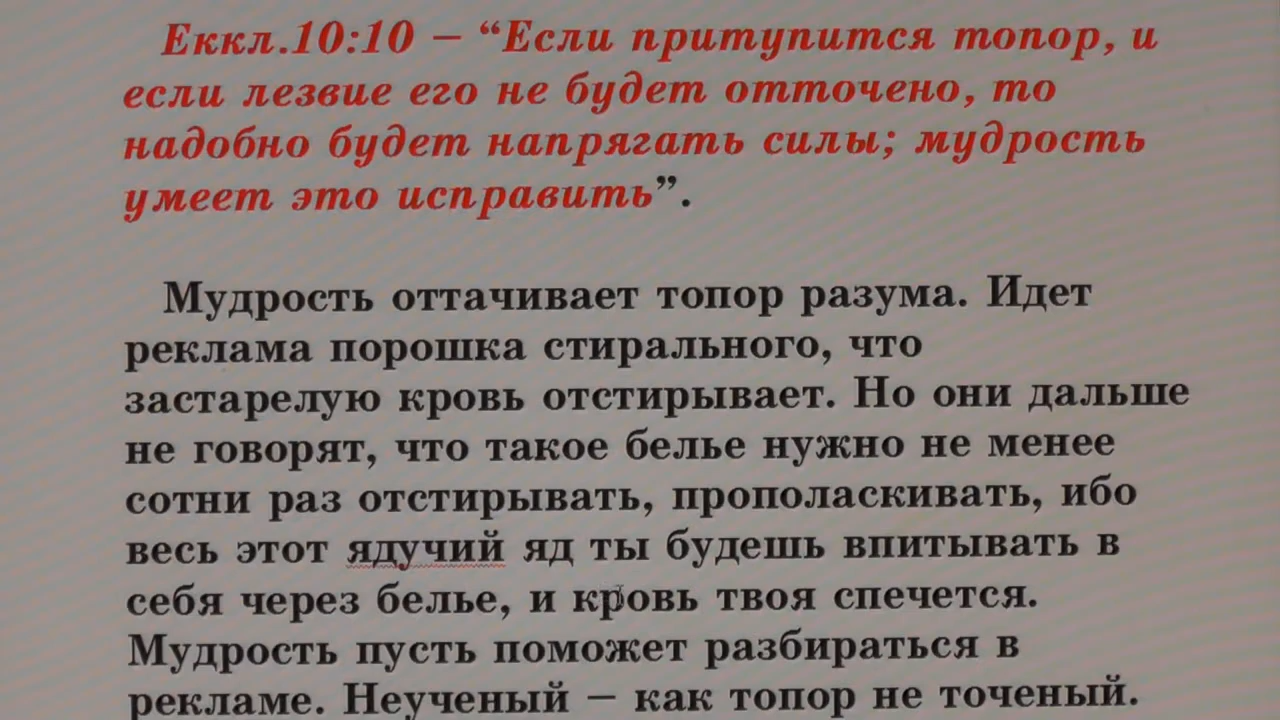 Еккл.10:10 – “Если притупится топор, и
если лезвие его не будет отточено, то
надобно будет напрягать силы; мудрость
умеет это исправить”.
Мудрость оттачивает топор разума. Идет
реклама порошка стирального, что
застарелую кровь отстирывает. Но они дальше
не говорят, что такое белье нужно не менее
сотни раз отстирывать, прополаскивать, ибо
весь этот ядучий яд ты будешь впитывать в
себя через белье, и кровь твоя спечется.
Мудрость пусть поможет разбираться в
рекламе. Неученый – как топор не точеный.